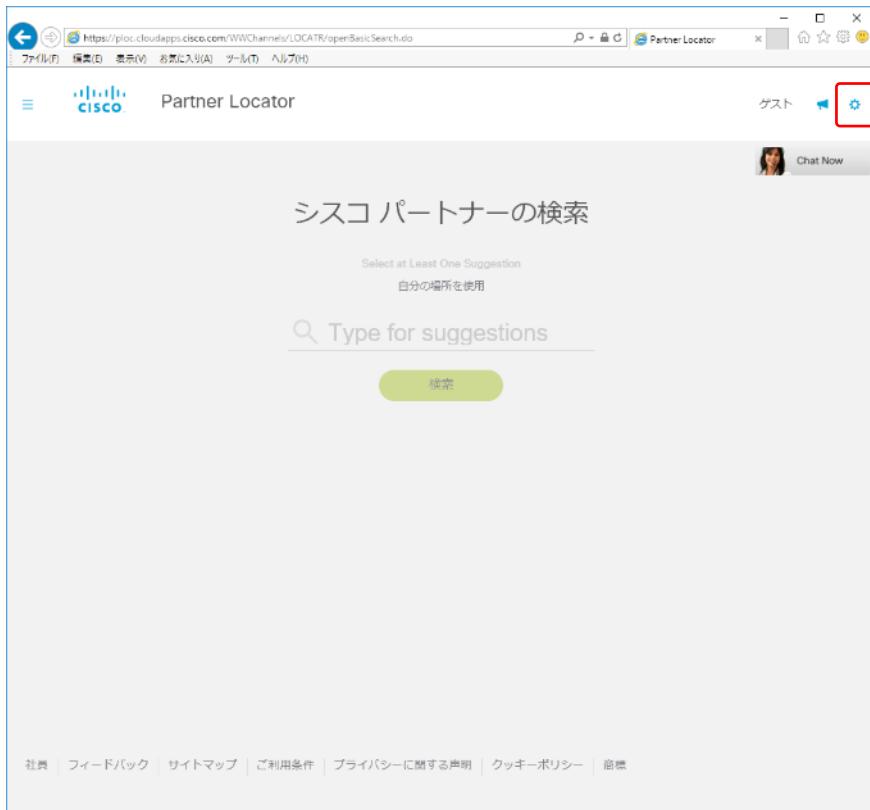 https://ploc.cloudapps.cisco.com/WWChannels/LOCATR/openBasicSearch.do
Partner Locator
ファイル(F) 編集(E) 表示(V) お気に入り(A) ツール(T) ヘルプ(H)
CISCO Partner Locator ゲスト
Chat Now
シスコ パートナーの検索
Select at Least One Suggestion
自分の場所を使用
Type for suggestions
検索
社員 フィードバック サイトマップ ご利用条件 プライバシーに関する声明 クッキーポリシー 商標